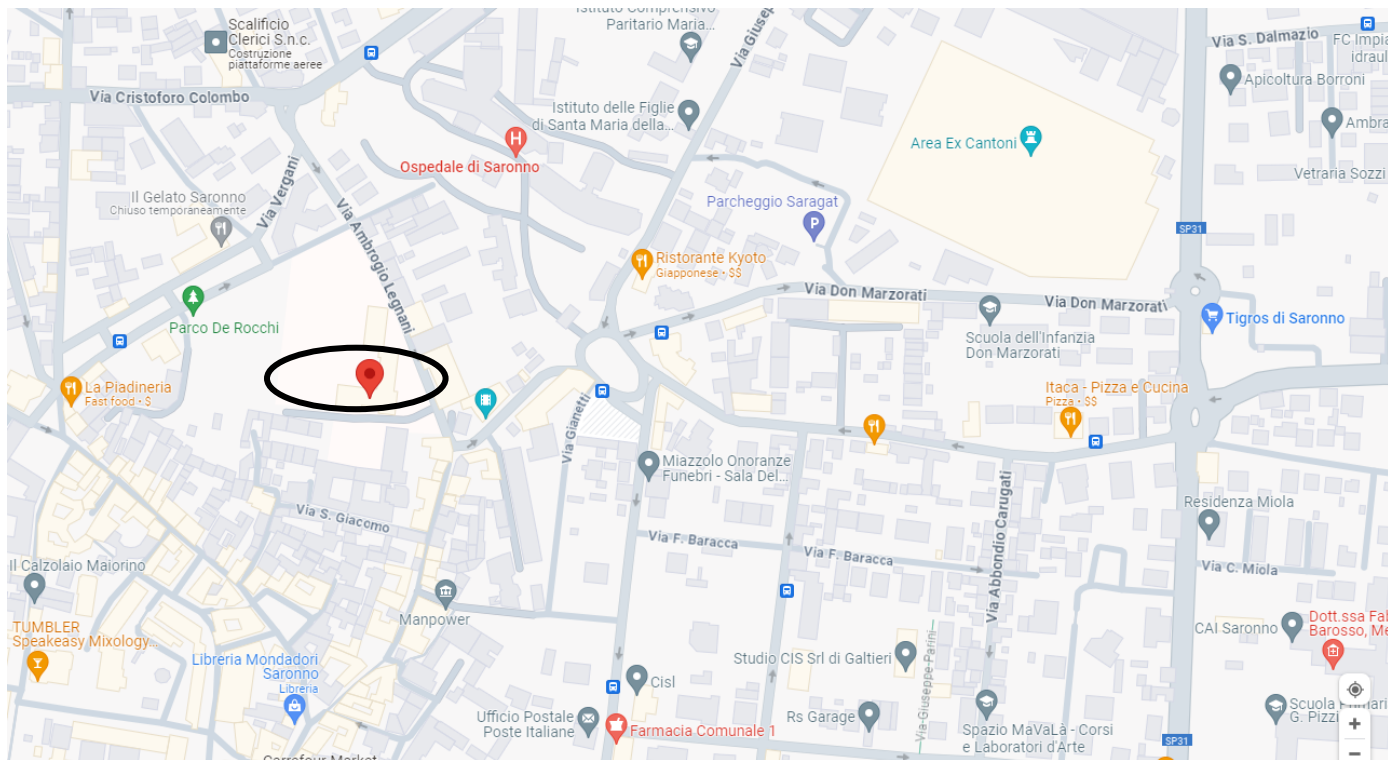 Istituto Comprensivo
Paritario Maria...
Scalificio
Clerici S.n.c.
Costruzione
piattaforme aeree
Via Giuseppe
Via S. Dalmazio
FC Impia
idraul
Apicoltura Borroni
Via Cristoforo Colombo
Istituto delle Figlie
di Santa Maria della...
Ambra
Area Ex Cantoni
H
Ospedale di Saronno
Vetraria Sozzi
Via Vergani
Il Gelato Saronno
Chiuso temporaneamente
Via Ambrogio Legnani
Parcheggio Saragat
P
SP31
Ristorante Kyoto
Giapponese • $$
Via Don Marzorati
Via Don Marzorati
Parco De Rocchi
Tigros di Saronno
Scuola dell'Infanzia
Don Marzorati
La Piadineria
Fast food • $
Itaca - Pizza e Cucina
Pizza • $$
Via Gianetti
Miazzolo Onoranze
Funebri - Sala Del...
Via Abbondio Carugati
Residenza Miola
Via S. Giacomo
Via F. Baracca
Via F. Baracca
Il Calzolaio Maiorino
Via C. Miola
Manpower
TUMBLER
Speakeasy Mixology...
CAI Saronno
Dott.ssa Fab
Barosso, Me
Libreria Mondadori
Saronno
Libreria
Studio CIS Srl di Galtieri
Via Giuseppe Parini
Cisl
Ufficio Postale
Poste Italiane
Farmacia Comunale 1
Rs Garage
Spazio MaVaLà - Corsi
e Laboratori d'Arte
Scuola Primari
G. Pizzi
SP31
+
−
Carrefour Market